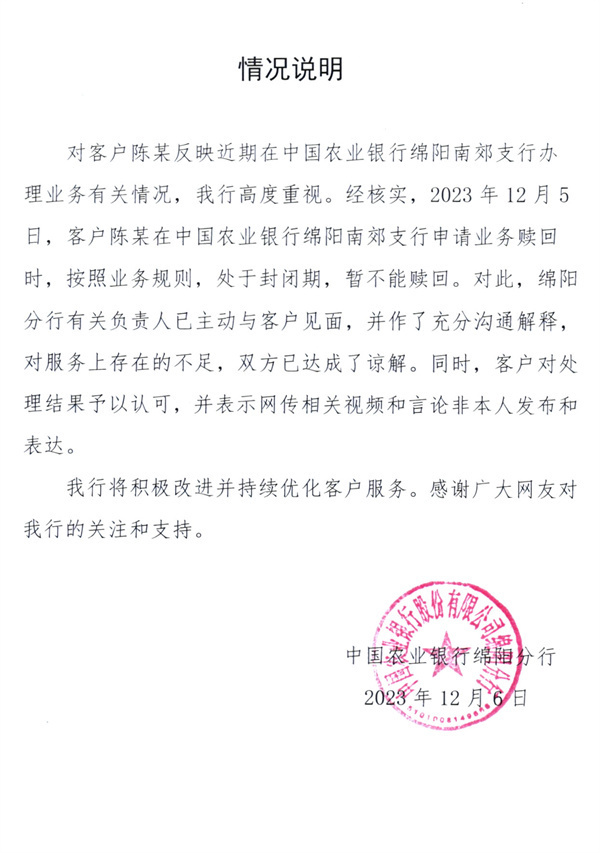 情况说明
对客户陈某反映近期在中国农业银行绵阳南郊支行办
理业务有关情况，我行高度重视。经核实，2023 年 12 月 5
日，客户陈某在中国农业银行绵阳南郊支行申请业务赎回
时，按照业务规则，处于封闭期，暂不能赎回。对此，绵阳
分行有关负责人已主动与客户见面，并作了充分沟通解释，
对服务上存在的不足，双方已达成了谅解。同时，客户对处
理结果予以认可，并表示网传相关视频和言论非本人发布和
表达。
我行将积极改进并持续优化客户服务。感谢广大网友对
我行的关注和支持。
中国农业银行股份有限公司绵阳分行
中国农业银行绵阳分行
2023 年 12 月 6 日